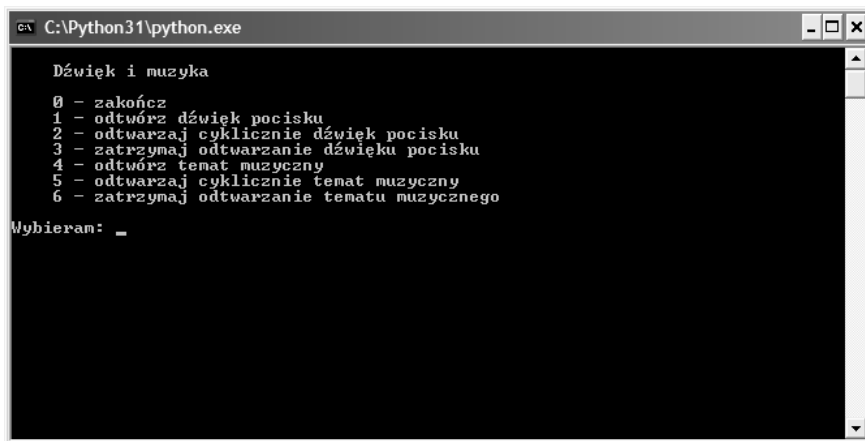 C:\Python31\python.exe
Dźwięk i muzyka
0 - zakończ
1 - odtwórz dźwięk pocisku
2 - odtwarzaj cyklicznie dźwięk pocisku
3 - zatrzymaj odtwarzanie dźwięku pocisku
4 - odtwórz temat muzyczny
5 - odtwarzaj cyklicznie temat muzyczny
6 - zatrzymaj odtwarzanie tematu muzycznego
Wybieram: _